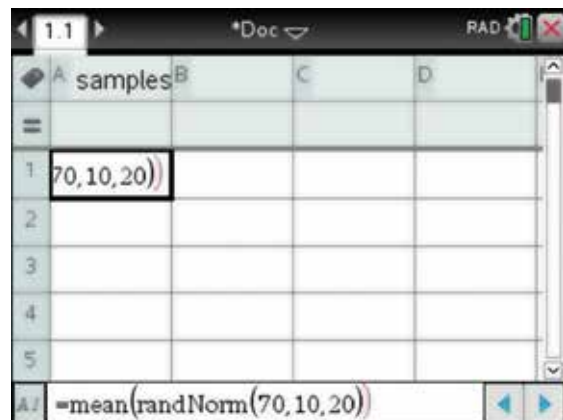 1.1 *Doc RAD
A samples B C D
=
1 70,10,20))
2
3
4
5
A1 =mean(randNorm(70,10,20))